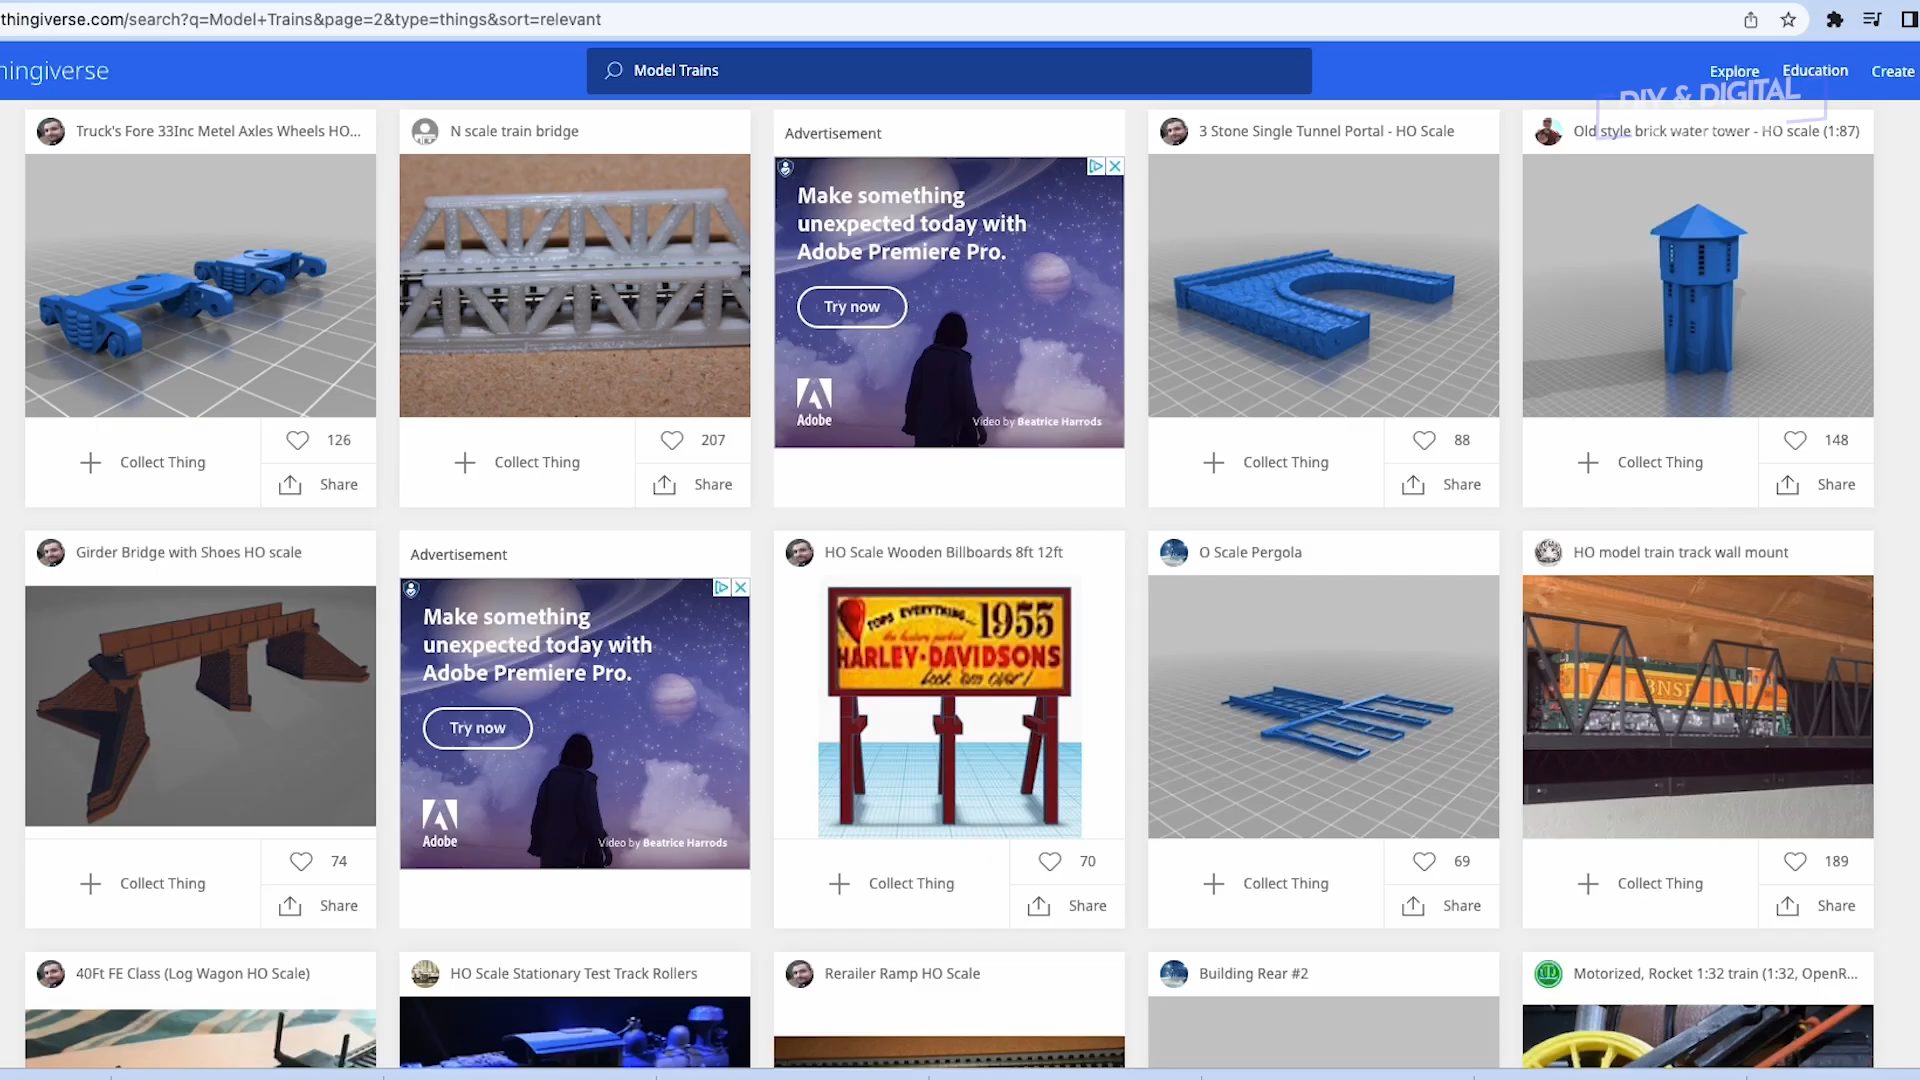 thingiverse.com/search?q=Model+Trains&page=2&type=things&sort=relevant
hingiverse
Model Trains
Explore
Education
Create
DIY & DIGITAL
Truck's Fore 33Inc Metel Axles Wheels HO...
N scale train bridge
Advertisement
3 Stone Single Tunnel Portal - HO Scale
Old style brick water tower - HO scale (1:87)
Make something
unexpected today with
Adobe Premiere Pro.
Try now
Adobe
Video by Beatrice Harrods
Collect Thing
126
Share
Collect Thing
207
Share
Collect Thing
88
Share
Collect Thing
148
Share
Girder Bridge with Shoes HO scale
Advertisement
HO Scale Wooden Billboards 8ft 12ft
O Scale Pergola
HO model train track wall mount
Make something
unexpected today with
Adobe Premiere Pro.
Try now
Adobe
Video by Beatrice Harrods
TOPS EVERYTHING... 1955
HARLEY-DAVIDSONS
Look 'em over!
BNSF
Collect Thing
74
Share
Collect Thing
70
Share
Collect Thing
69
Share
Collect Thing
189
Share
40Ft FE Class (Log Wagon HO Scale)
HO Scale Stationary Test Track Rollers
Rerailer Ramp HO Scale
Building Rear #2
Motorized, Rocket 1:32 train (1:32, OpenR...